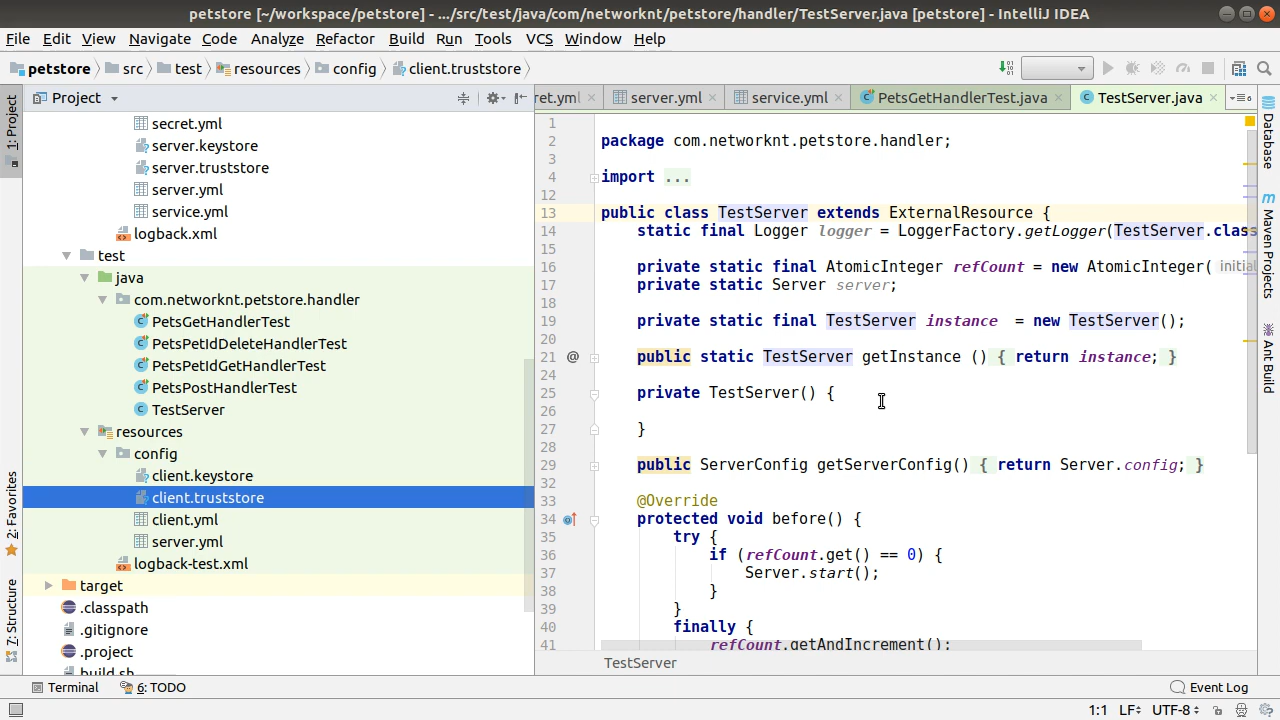 petstore [~/workspace/petstore] - .../src/test/java/com/networknt/petstore/handler/TestServer.java [petstore] - IntelliJ IDEA
File Edit View Navigate Code Analyze Refactor Build Run Tools VCS Window Help
petstore src test resources config client.truststore
1: Project
2: Favorites
7: Structure
Project
secret.yml
server.keystore
server.truststore
server.yml
service.yml
logback.xml
test
java
com.networknt.petstore.handler
PetsGetHandlerTest
PetsPetIdDeleteHandlerTest
PetsPetIdGetHandlerTest
PetsPostHandlerTest
TestServer
resources
config
client.keystore
client.truststore
client.yml
server.yml
logback-test.xml
target
.classpath
.gitignore
.project
build.sh
ret.yml server.yml service.yml PetsGetHandlerTest.java TestServer.java
1
2 package com.networknt.petstore.handler;
3
4 import ...
12
13 public class TestServer extends ExternalResource {
14 static final Logger logger = LoggerFactory.getLogger(TestServer.class
15
16 private static final AtomicInteger refCount = new AtomicInteger( initial
17 private static Server server;
18
19 private static final TestServer instance = new TestServer();
20
21 @ public static TestServer getInstance () { return instance; }
24
25 private TestServer() {
26
27 }
28
29 public ServerConfig getServerConfig() { return Server.config; }
32
33 @Override
34 protected void before() {
35 try {
36 if (refCount.get() == 0) {
37 Server.start();
38 }
39 }
40 finally {
41 refCount.getAndIncrement();
TestServer
Database
m Maven Projects
Ant Build
Terminal 6: TODO Event Log
1:1 LF UTF-8